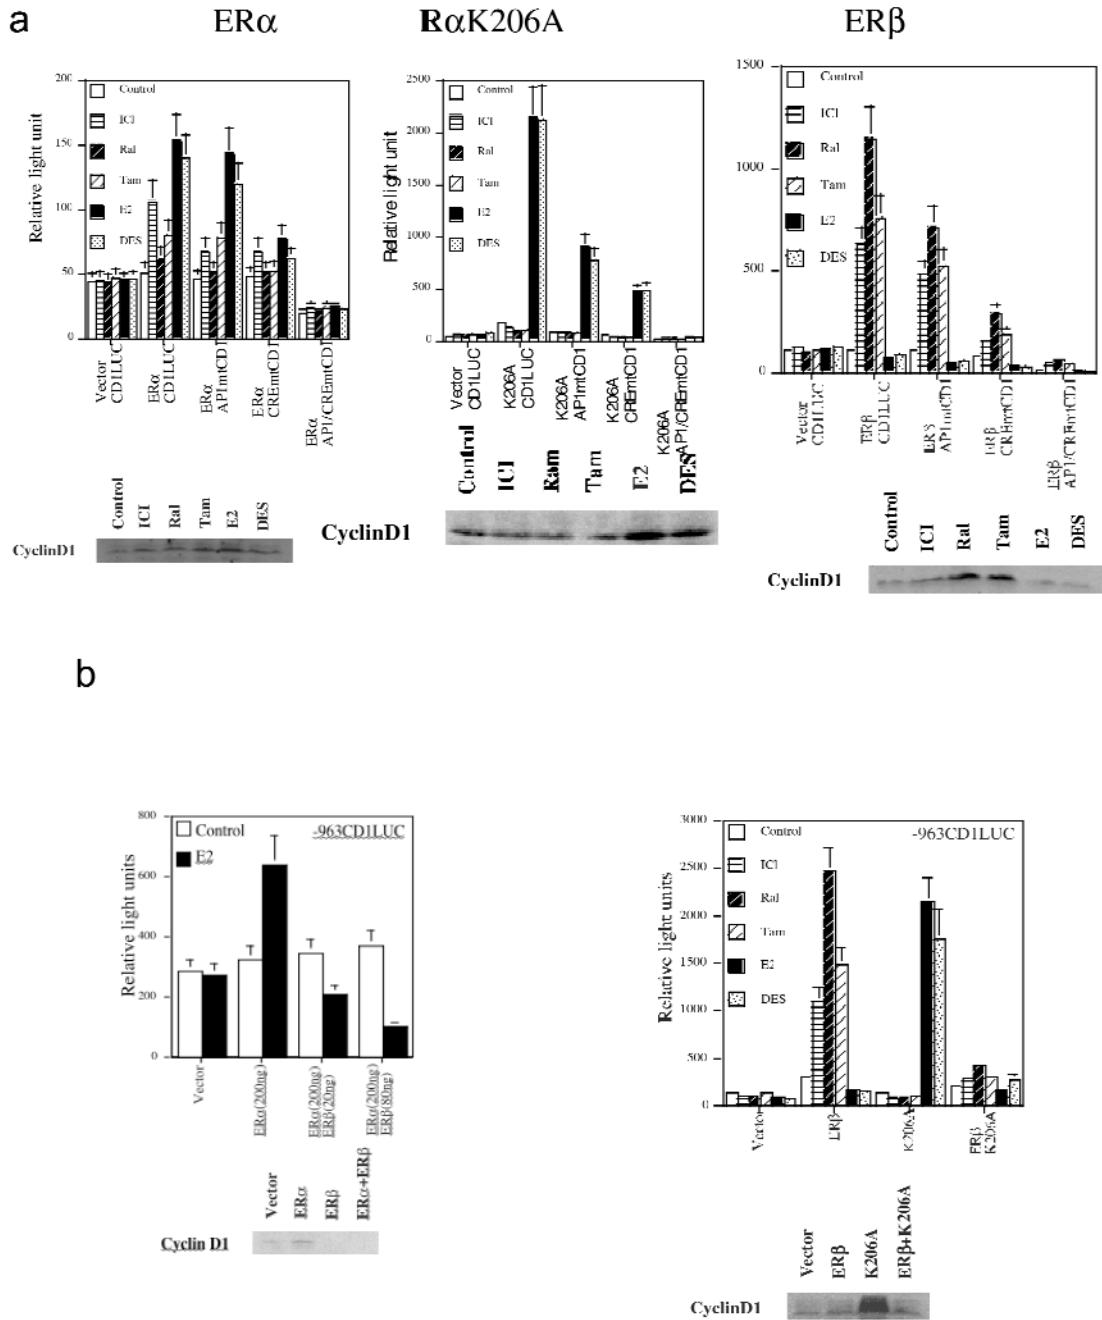 a
ERα
ERαK206A
ERβ
200
150
100
50
0
Relative light unit
Control
ICI
Ral
Tam
E2
DES
Vector
CD1LUC
ERα
CD1LUC
ERα
AP1mtCD1
ERα
CREmtCD1
ERα
AP1/CREmtCD1
Control
ICI
Ral
Tam
E2
DES
CyclinD1
2500
2000
1500
1000
500
0
Relative light unit
Control
ICI
Ral
Tam
E2
DES
Vector
CD1LUC
K206A
CD1LUC
K206A
AP1mtCD1
K206A
CREmtCD1
K206A
AP1/CREmtCD1
Control
ICI
Ram
Tam
E2
DES
CyclinD1
1500
1000
500
0
Relative light unit
Control
ICI
Ral
Tam
E2
DES
Vector
CD1LUC
ERβ
CD1LUC
ERβ
AP1mtCD1
ERβ
CREmtCD1
ERβ
AP1/CREmtCD1
Control
ICI
Ral
Tam
E2
DES
CyclinD1
b
800
600
400
200
0
Relative light units
Control
E2
-963CD1LUC
Vector
ERα(200ng)
ERα(200ng)
ERβ(20ng)
ERα(200ng)
ERβ(80ng)
Vector
ERα
ERβ
ERα+ERβ
Cyclin D1
3000
2500
2000
1500
1000
500
0
Relative light units
Control
ICI
Ral
Tam
E2
DES
-963CD1LUC
Vector
ERβ
K206A
ERβ
K206A
Vector
ERβ
K206A
ERβ+K206A
CyclinD1